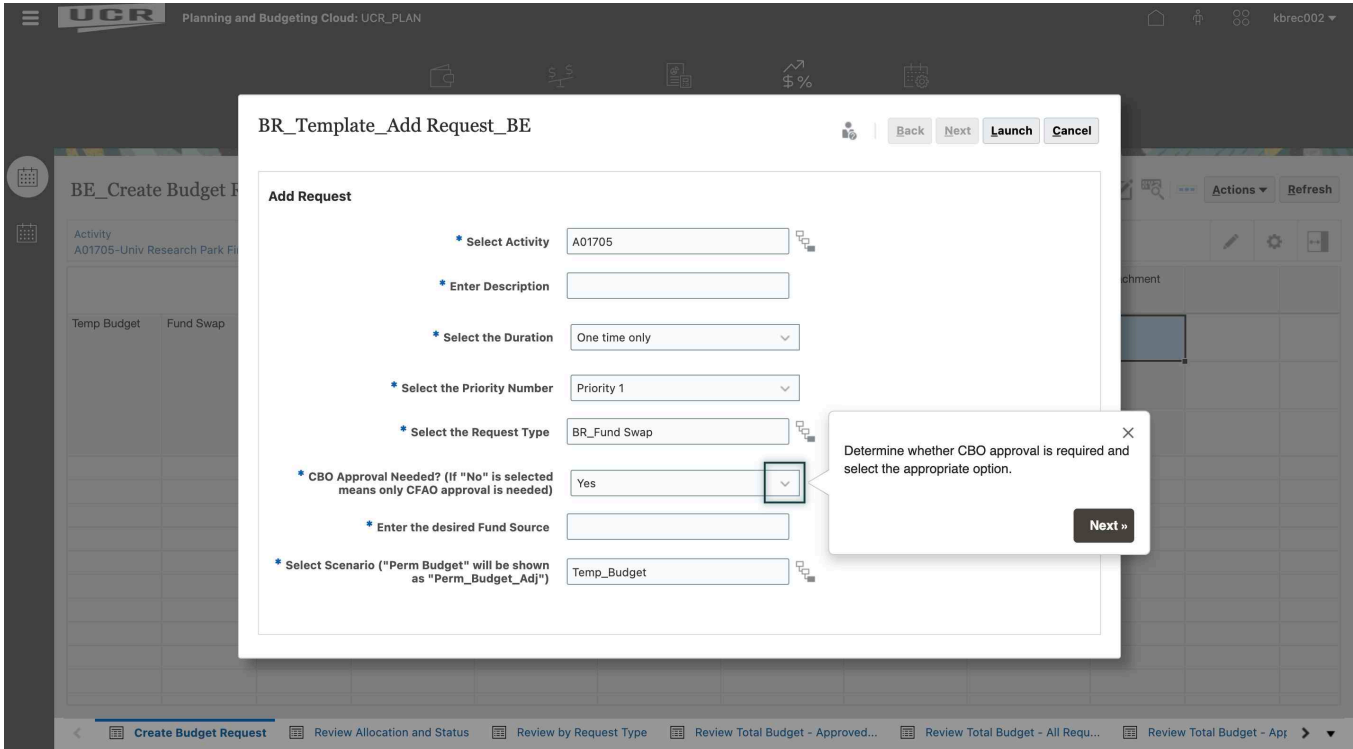 UCR Planning and Budgeting Cloud: UCR_PLAN kbrec002
BR_Template_Add Request_BE Back Next Launch Cancel
BE_Create Budget R Actions Refresh
Activity
A01705-Univ Research Park Fi
Add Request
* Select Activity A01705
* Enter Description
chment
Temp Budget Fund Swap
* Select the Duration One time only
* Select the Priority Number Priority 1
* Select the Request Type BR_Fund Swap
* CBO Approval Needed? (If "No" is selected
means only CFAO approval is needed) Yes
Determine whether CBO approval is required and
select the appropriate option.
Next »
* Enter the desired Fund Source
* Select Scenario ("Perm Budget" will be shown
as "Perm_Budget_Adj") Temp_Budget
Create Budget Request Review Allocation and Status Review by Request Type Review Total Budget - Approved... Review Total Budget - All Requ... Review Total Budget - App